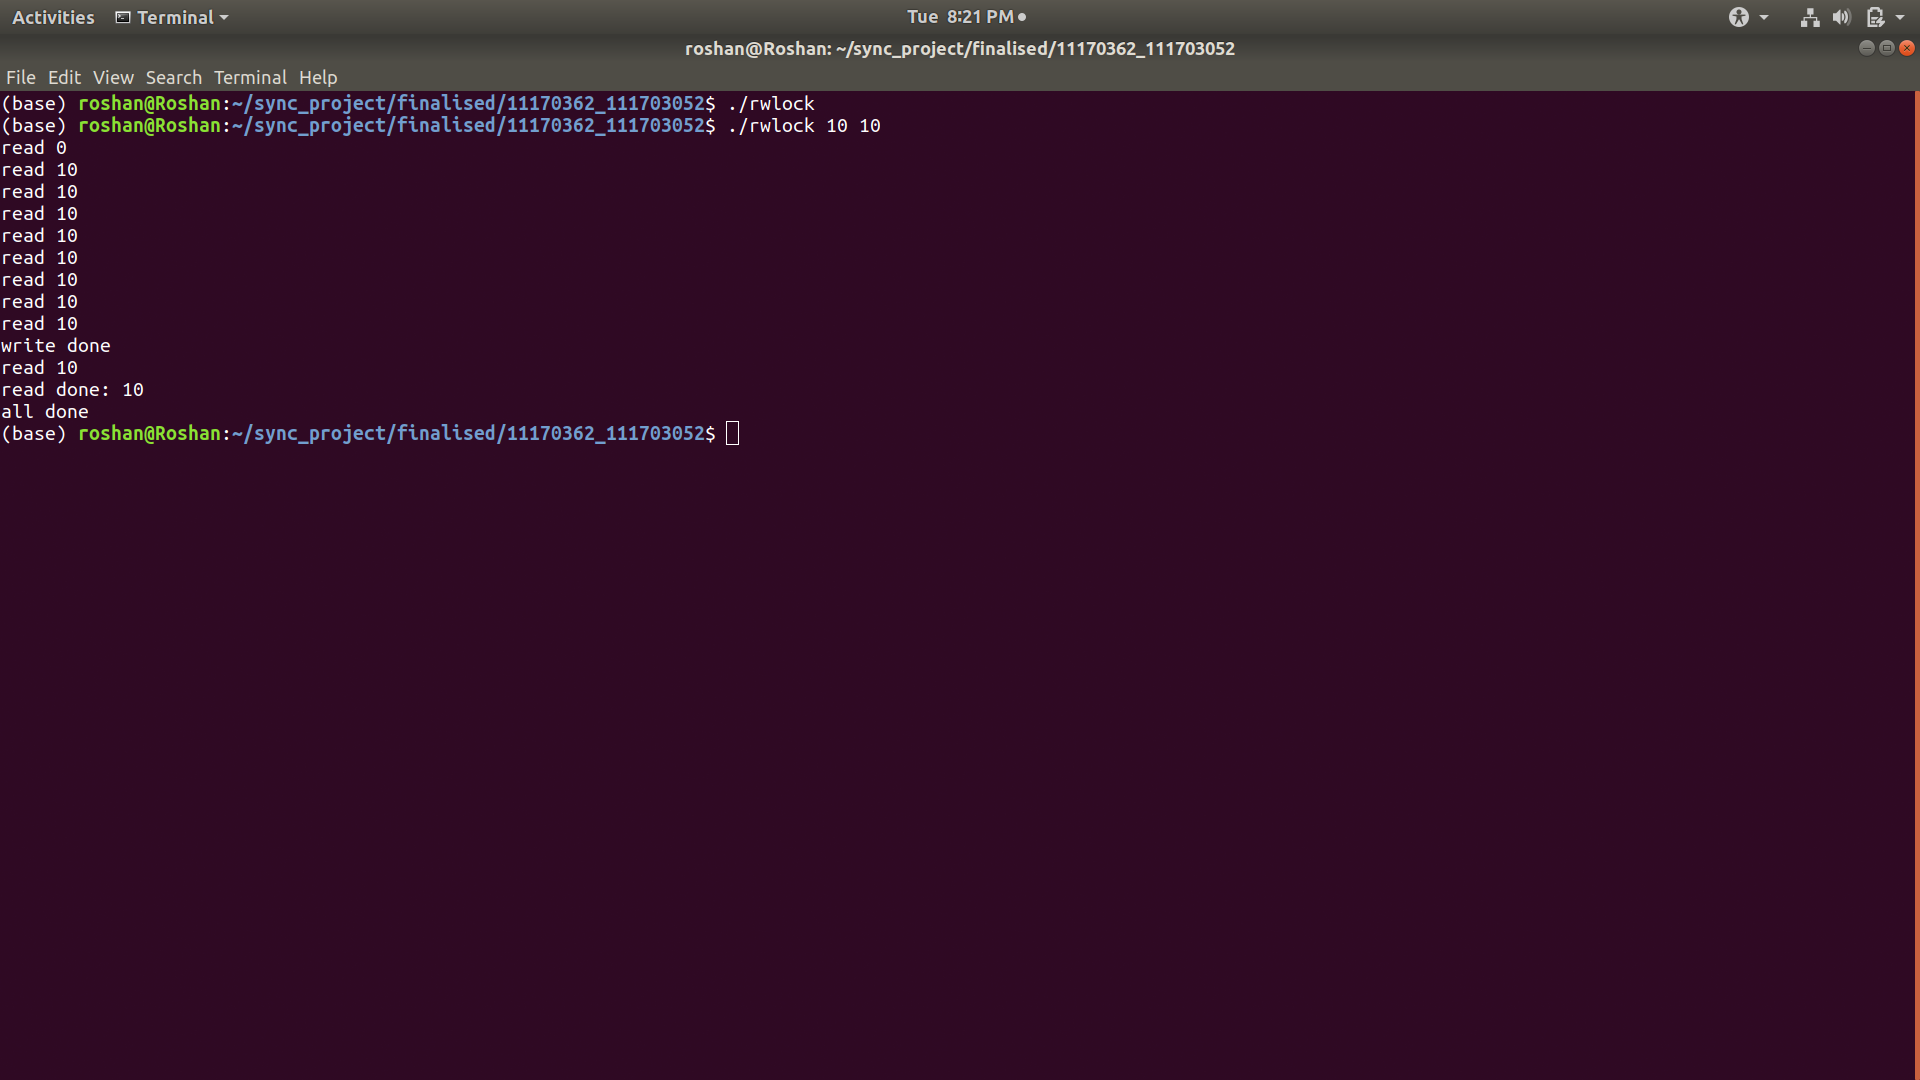 Activities Terminal Tue 8:21 PM
roshan@Roshan: ~/sync_project/finalised/11170362_111703052
File Edit View Search Terminal Help
(base) roshan@Roshan:~/sync_project/finalised/11170362_111703052$ ./rwlock
(base) roshan@Roshan:~/sync_project/finalised/11170362_111703052$ ./rwlock 10 10
read 0
read 10
read 10
read 10
read 10
read 10
read 10
read 10
read 10
write done
read 10
read done: 10
all done
(base) roshan@Roshan:~/sync_project/finalised/11170362_111703052$